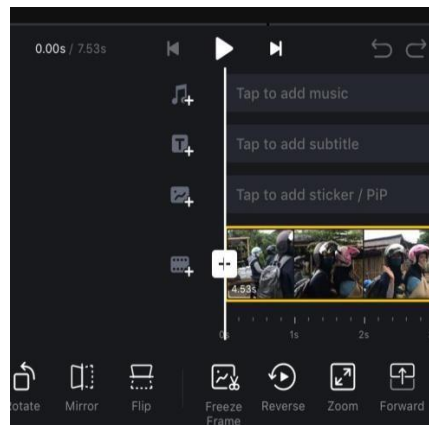 0.00s / 7.53s
Tap to add music
T
Tap to add subtitle
Tap to add sticker / PiP
4.53s
0s 1s 2s
otate Mirror Flip Freeze Frame Reverse Zoom Forward